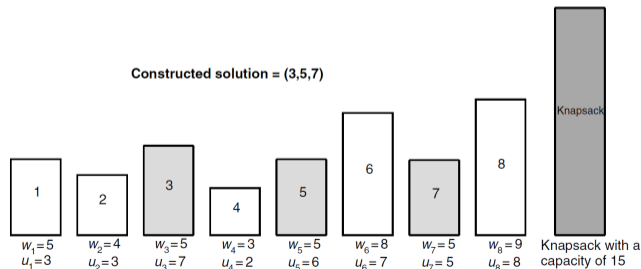 Constructed solution = (3,5,7)
Knapsack
1
2
3
4
5
6
7
8
w₁=5
u₁=3
w₂=4
u₂=3
w₃=5
u₃=7
w₄=3
u₄=2
w₅=5
u₅=6
w₆=8
u₆=7
w₇=5
u₇=5
w₈=9
u₈=8
Knapsack with a
capacity of 15